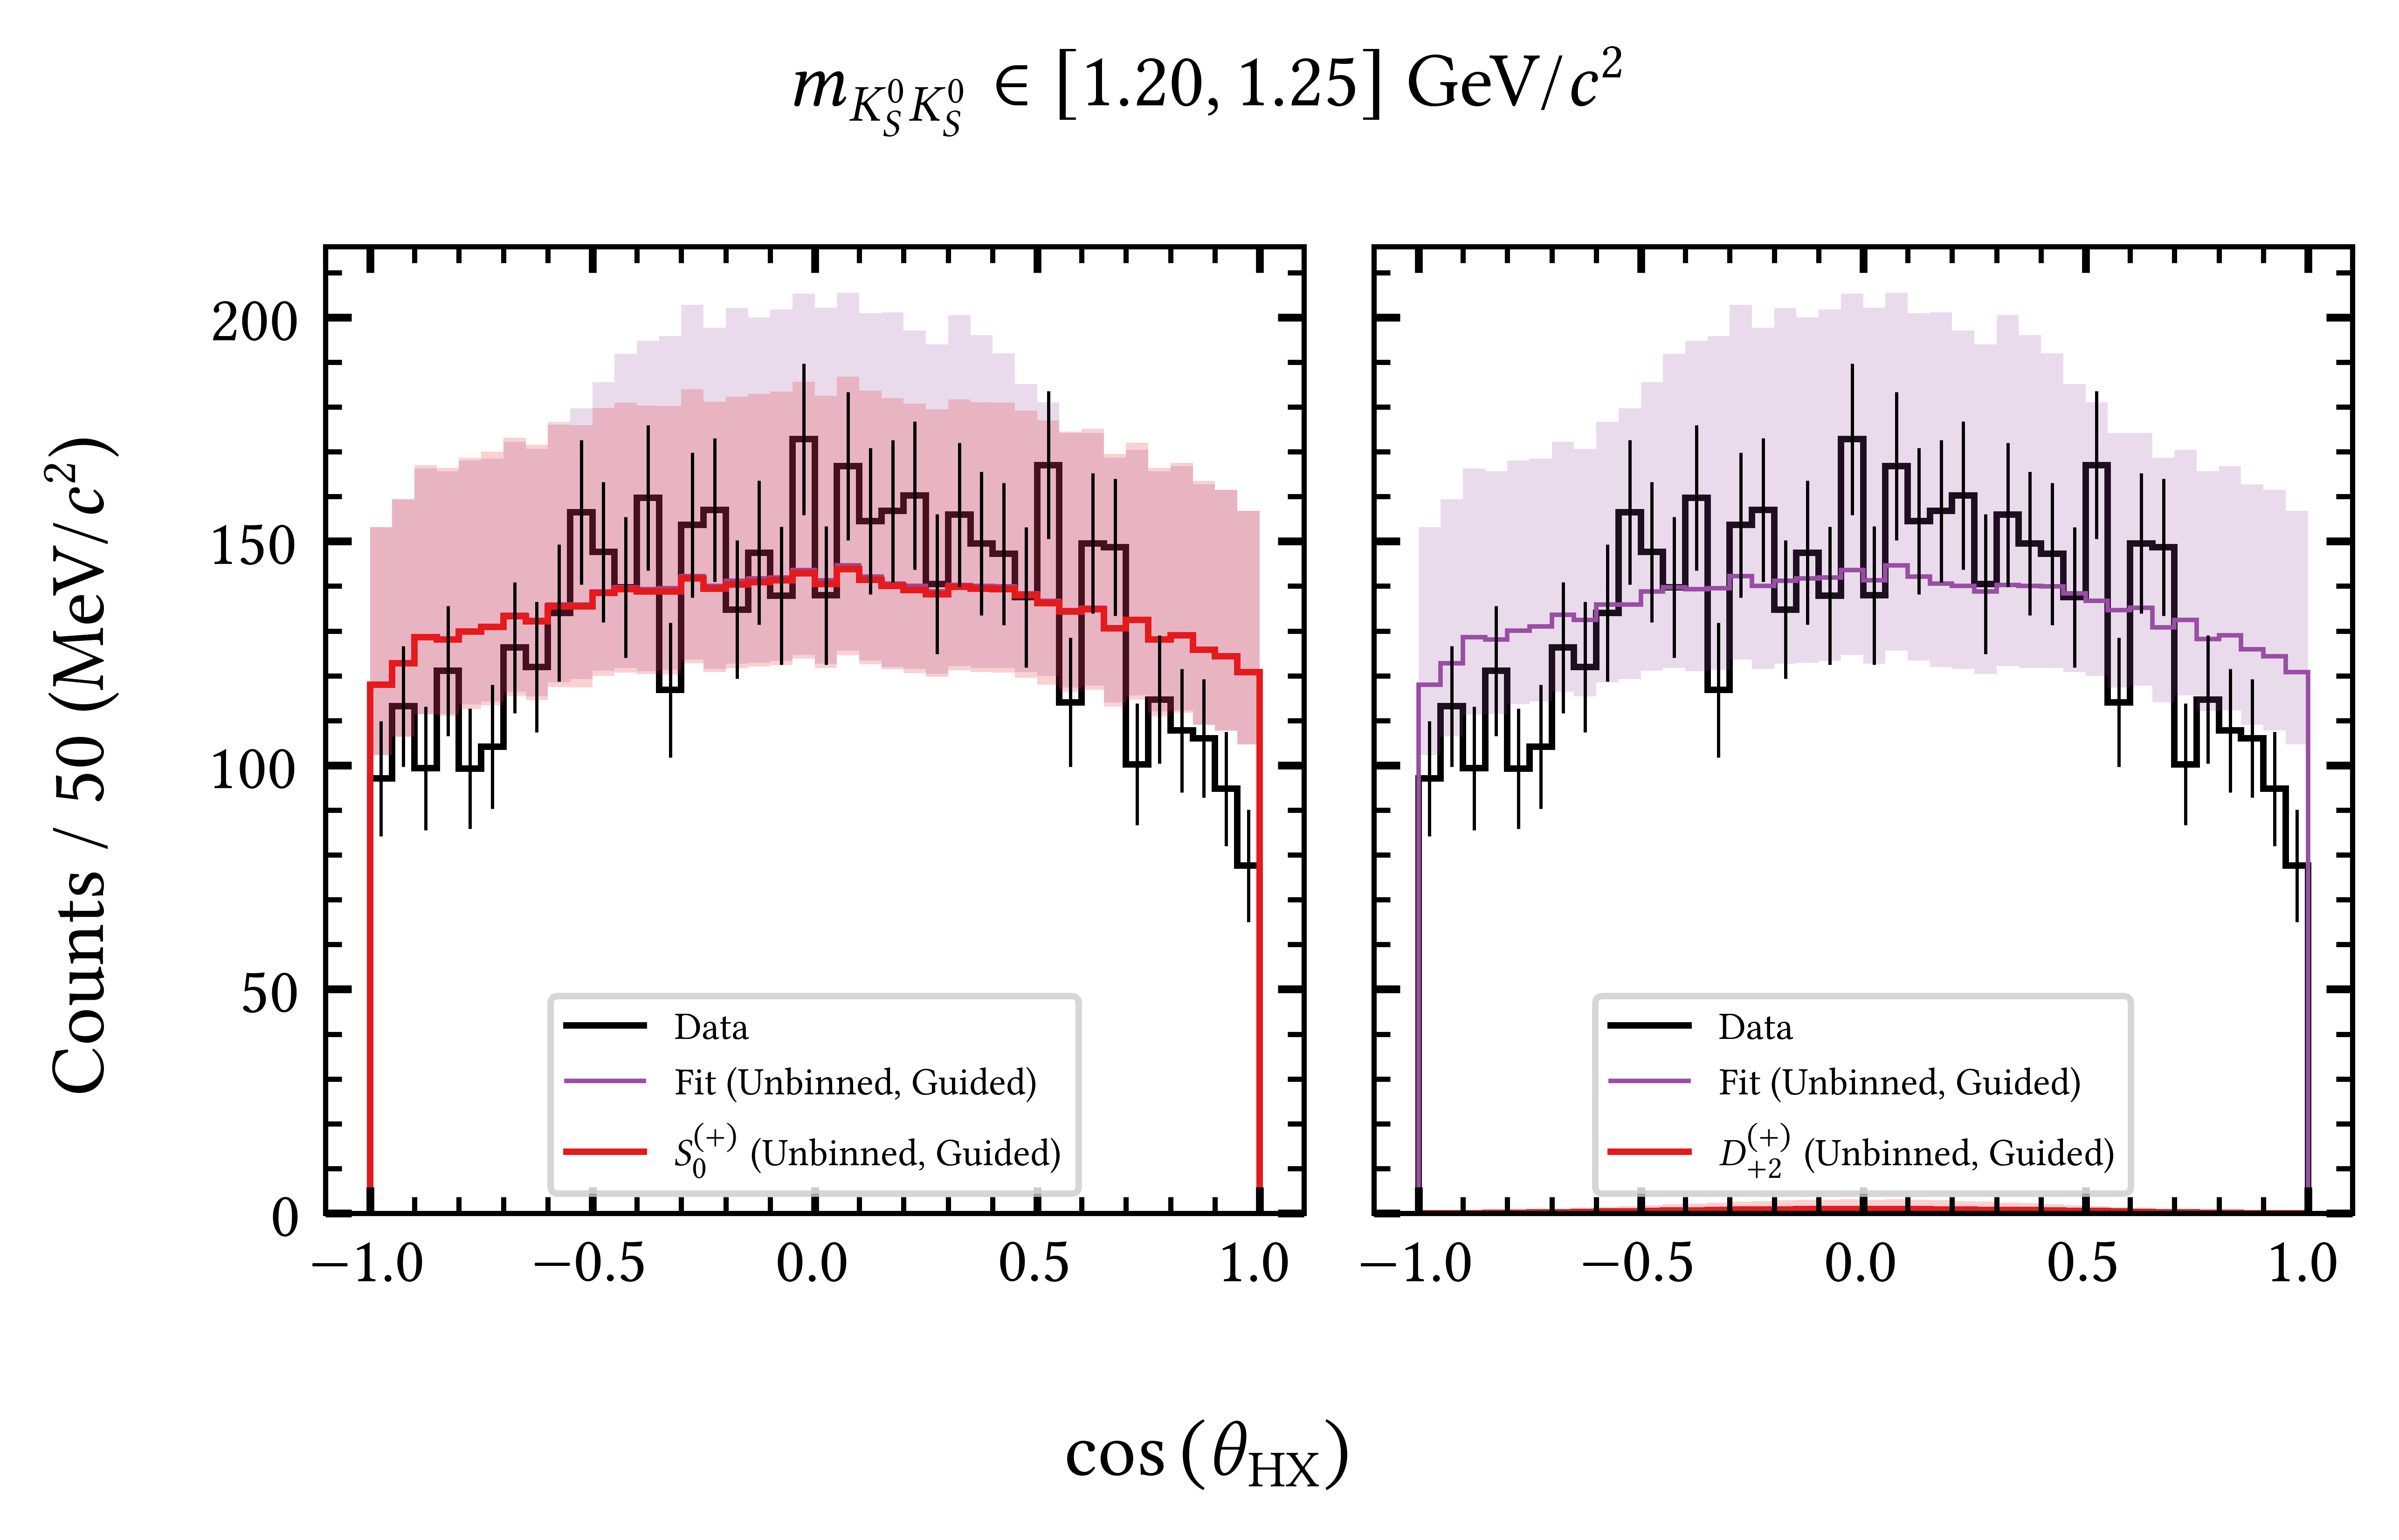 m_{K_S^0 K_S^0} ∈ [1.20, 1.25] GeV/c²
Counts / 50 (MeV/c²)
200
150
100
50
0
−1.0 −0.5 0.0 0.5 1.0
Data
Fit (Unbinned, Guided)
S_0^{(+)} (Unbinned, Guided)
−1.0 −0.5 0.0 0.5 1.0
Data
Fit (Unbinned, Guided)
D_{+2}^{(+)} (Unbinned, Guided)
cos (θ_{HX})